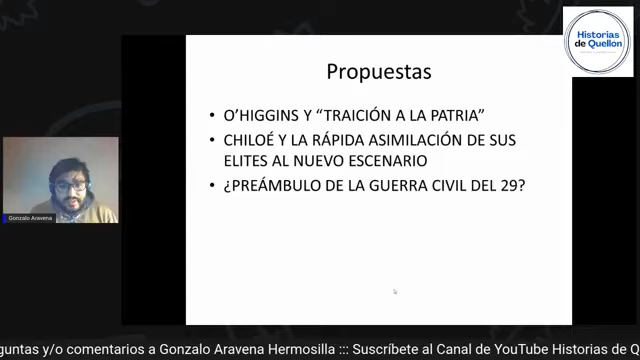 Historias
de Quellon
Propuestas
• O’HIGGINS Y “TRAICIÓN A LA PATRIA”
• CHILOÉ Y LA RÁPIDA ASIMILACIÓN DE SUS
ELITES AL NUEVO ESCENARIO
• ¿PREÁMBULO DE LA GUERRA CIVIL DEL 29?
Gonzalo Aravena
guntas y/o comentarios a Gonzalo Aravena Hermosilla ::: Suscríbete al Canal de YouTube Historias de Q